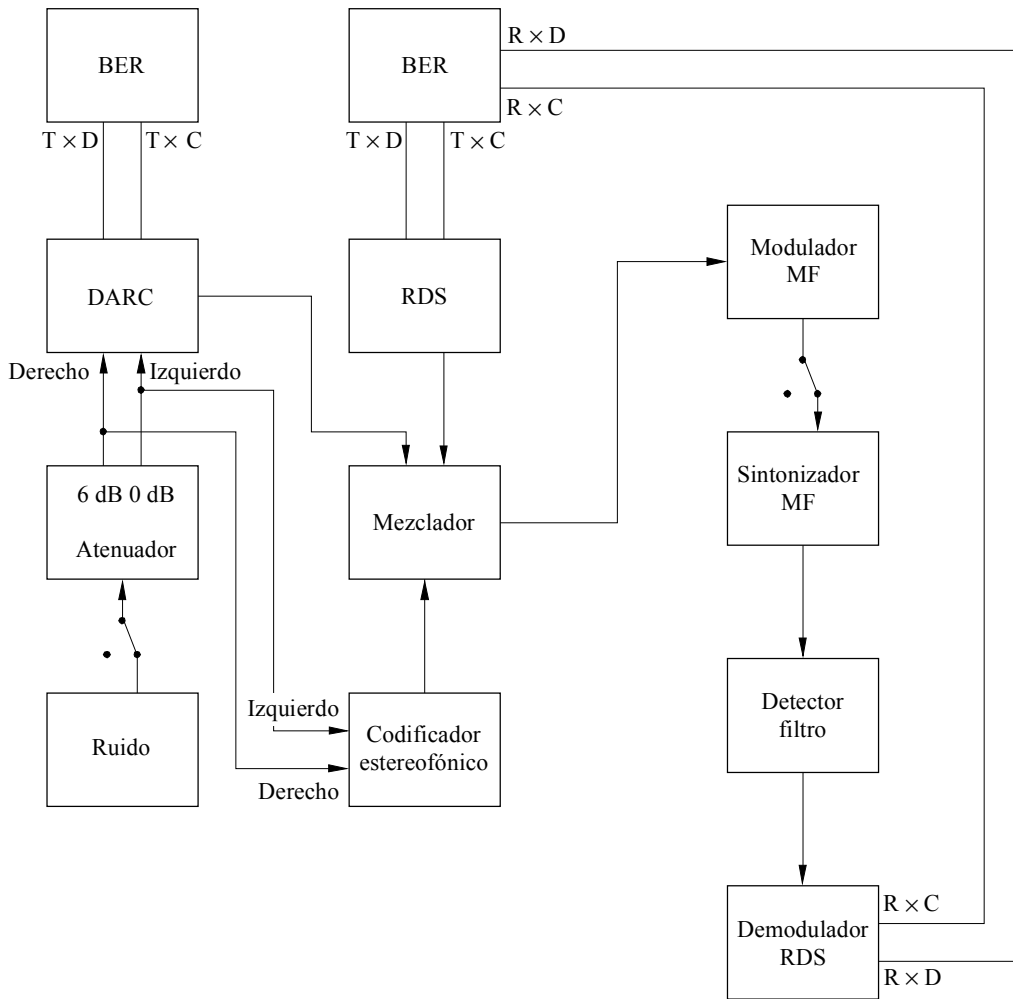 BER
BER
R × D
R × C
T × D
T × C
T × D
T × C
DARC
RDS
Modulador
MF
Derecho
Izquierdo
6 dB 0 dB
Atenuador
Mezclador
Sintonizador
MF
Ruido
Izquierdo
Derecho
Codificador
estereofónico
Detector
filtro
Demodulador
RDS
R × C
R × D